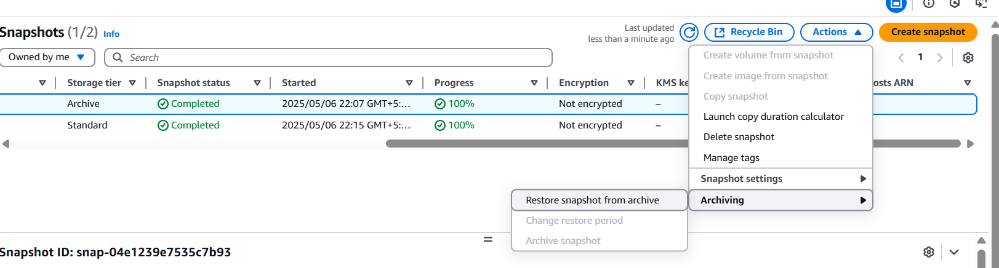 Snapshots (1/2) Info
Last updated
less than a minute ago
Recycle Bin
Actions
Create snapshot
Owned by me
Search
1
Storage tier Snapshot status Started Progress Encryption KMS ke osts ARN
Archive Completed 2025/05/06 22:07 GMT+5:... 100% Not encrypted –
Standard Completed 2025/05/06 22:15 GMT+5:... 100% Not encrypted –
Create volume from snapshot
Create image from snapshot
Copy snapshot
Launch copy duration calculator
Delete snapshot
Manage tags
Snapshot settings
Archiving
Restore snapshot from archive
Change restore period
Archive snapshot
Snapshot ID: snap-04e1239e7535c7b93